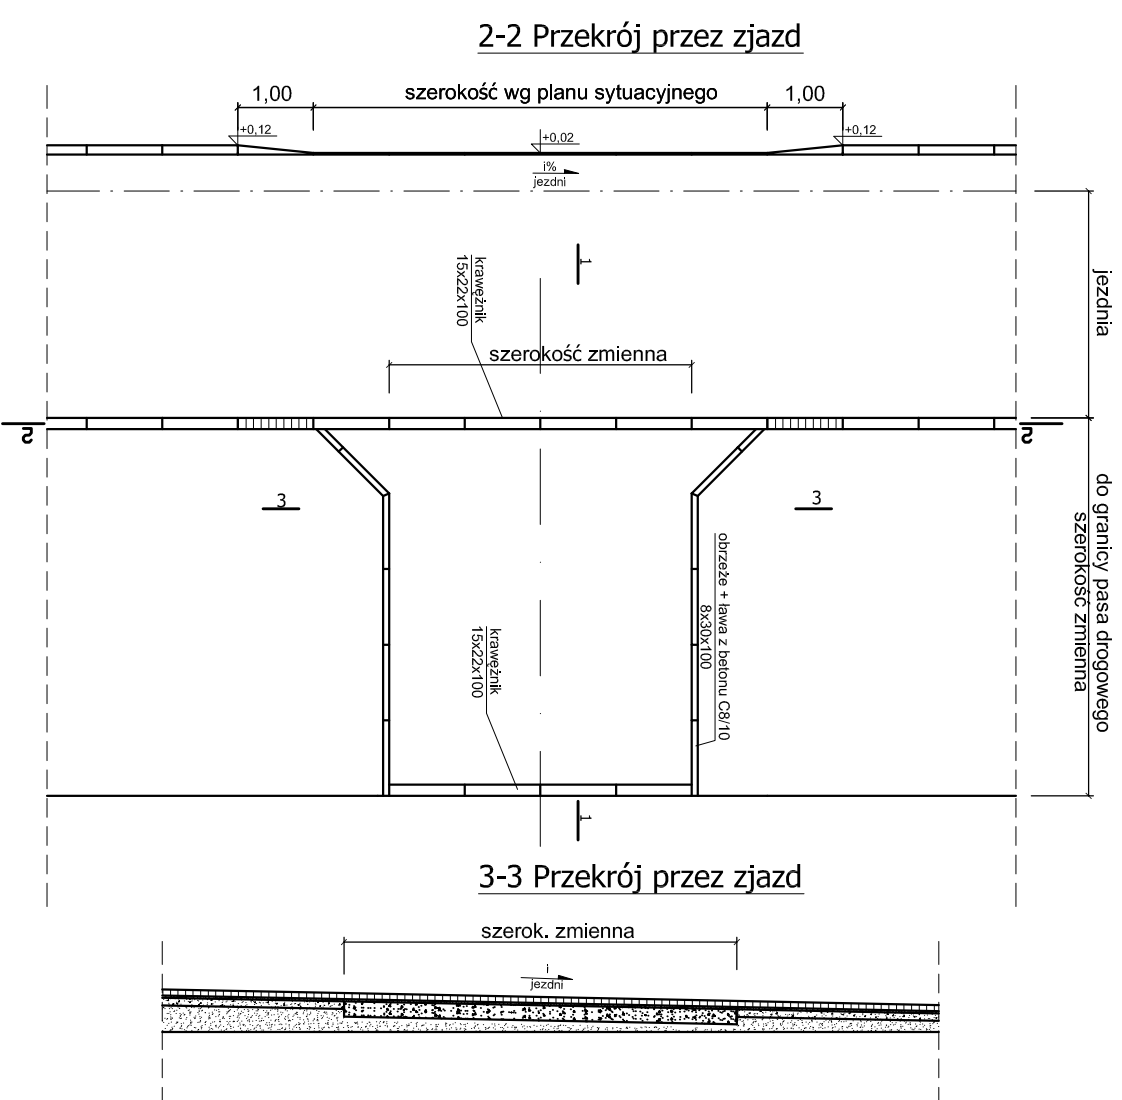 2-2 Przekrój przez zjazd
1,00
szerokość wg planu sytuacyjnego
1,00
+0,12
+0,02
+0,12
i%
jezdni
1
krawężnik
15x22x100
jezdnia
szerokość zmienna
2
2
3
3
do granicy pasa drogowego
szerokość zmienna
obrzeże + ława z betonu C8/10
8x30x100
krawężnik
15x22x100
1
3-3 Przekrój przez zjazd
szerok. zmienna
i
jezdni